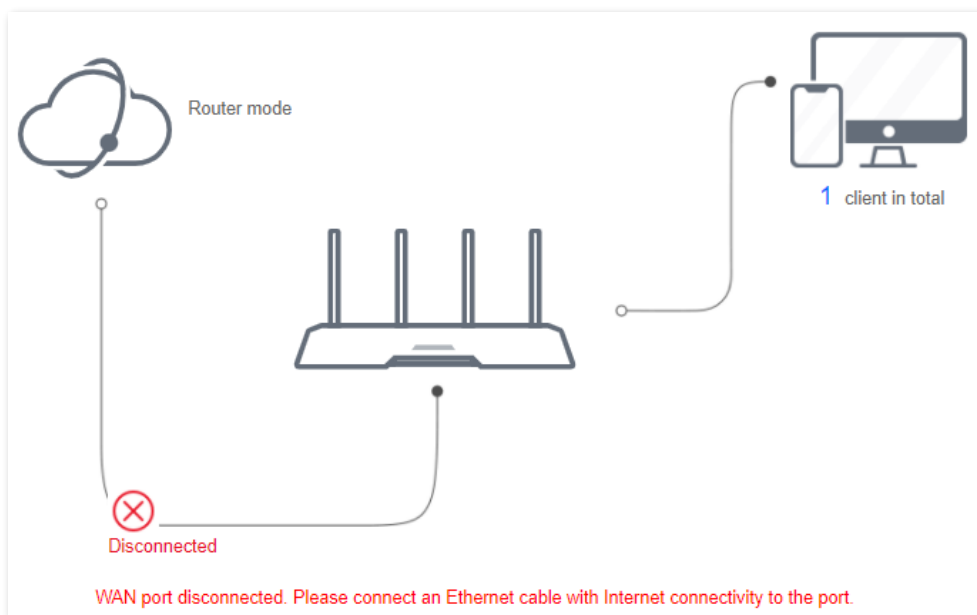 Router mode
1 client in total
Disconnected
WAN port disconnected. Please connect an Ethernet cable with Internet connectivity to the port.